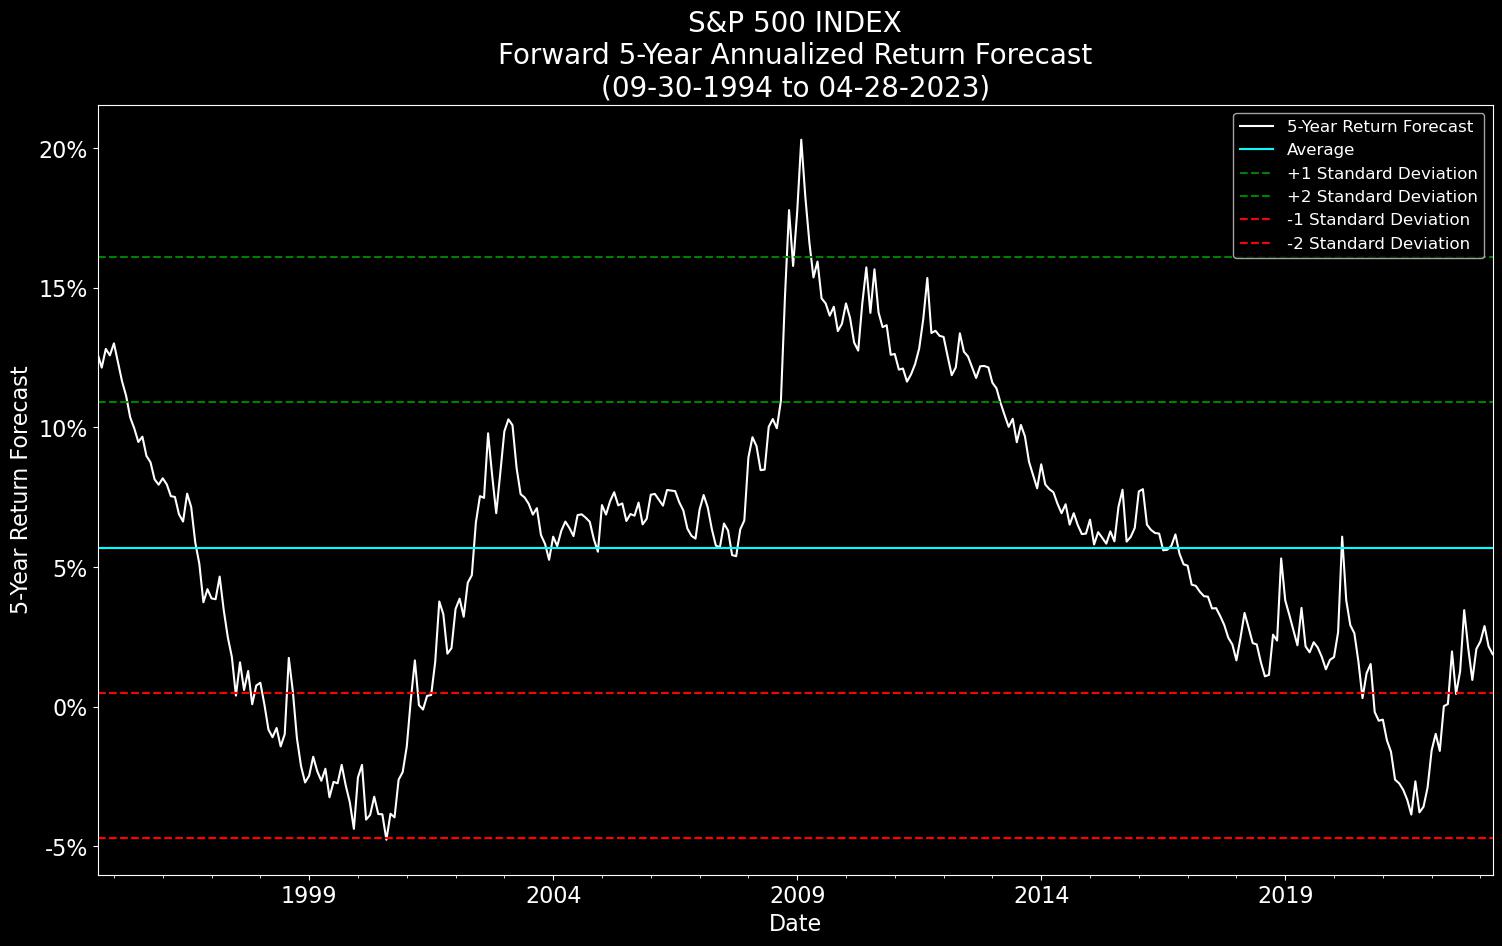 S&P 500 INDEX
Forward 5-Year Annualized Return Forecast
(09-30-1994 to 04-28-2023)
5-Year Return Forecast
Average
+1 Standard Deviation
+2 Standard Deviation
-1 Standard Deviation
-2 Standard Deviation
5-Year Return Forecast
20%
15%
10%
5%
0%
-5%
1999 2004 2009 2014 2019
Date